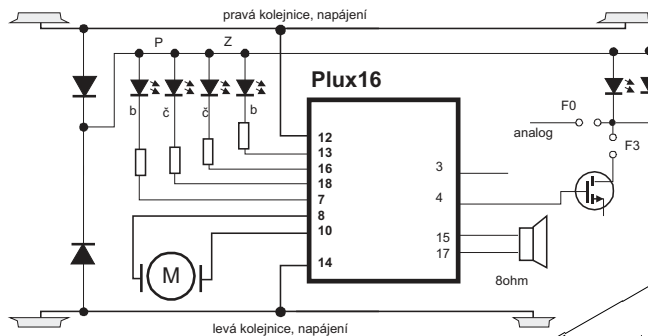 pravá kolejnice, napájení
P Z
Plux16
b č č b
F0
analog
F3
12
13
16
18
7
8
10
14
3
4
15
17
M
8ohm
levá kolejnice, napájení